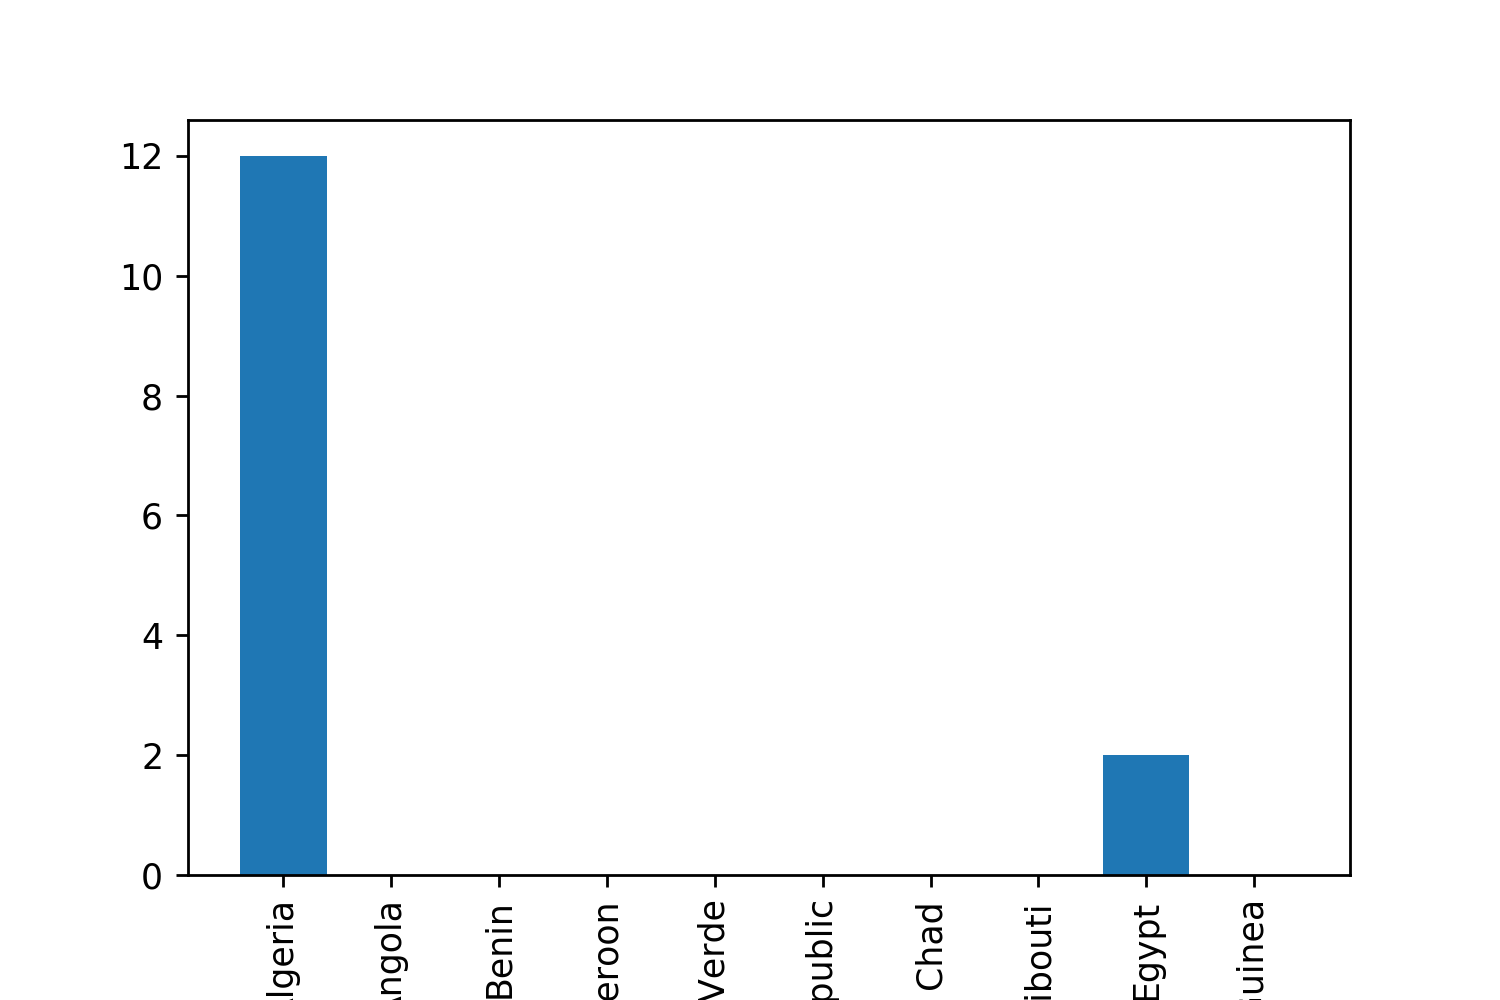 12
10
8
6
4
2
0
lgeria
ngola
Benin
eroon
Verde
public
Chad
ibouti
Egypt
uinea